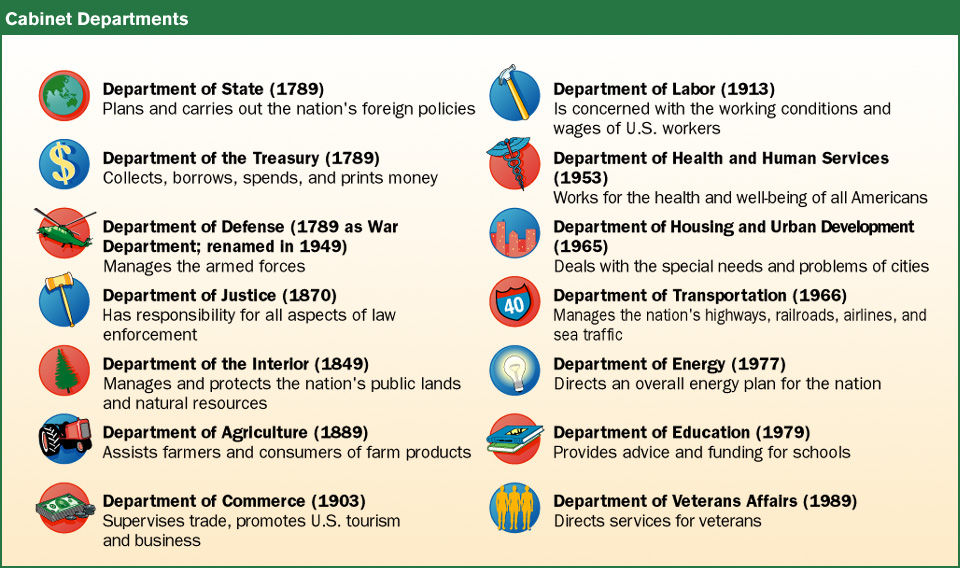 Cabinet Departments
Department of State (1789)
Plans and carries out the nation's foreign policies
Department of the Treasury (1789)
Collects, borrows, spends, and prints money
Department of Defense (1789 as War
Department; renamed in 1949)
Manages the armed forces
Department of Justice (1870)
Has responsibility for all aspects of law
enforcement
Department of the Interior (1849)
Manages and protects the nation's public lands
and natural resources
Department of Agriculture (1889)
Assists farmers and consumers of farm products
Department of Commerce (1903)
Supervises trade, promotes U.S. tourism
and business
Department of Labor (1913)
Is concerned with the working conditions and
wages of U.S. workers
Department of Health and Human Services
(1953)
Works for the health and well-being of all Americans
Department of Housing and Urban Development
(1965)
Deals with the special needs and problems of cities
40
Department of Transportation (1966)
Manages the nation's highways, railroads, airlines, and
sea traffic
Department of Energy (1977)
Directs an overall energy plan for the nation
Department of Education (1979)
Provides advice and funding for schools
Department of Veterans Affairs (1989)
Directs services for veterans